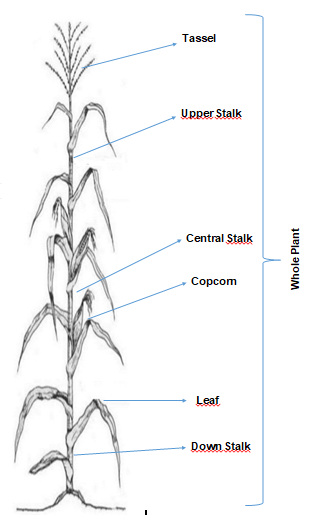 Tassel
Upper Stalk
Central Stalk
Copcorn
Leaf
Down Stalk
Whole Plant